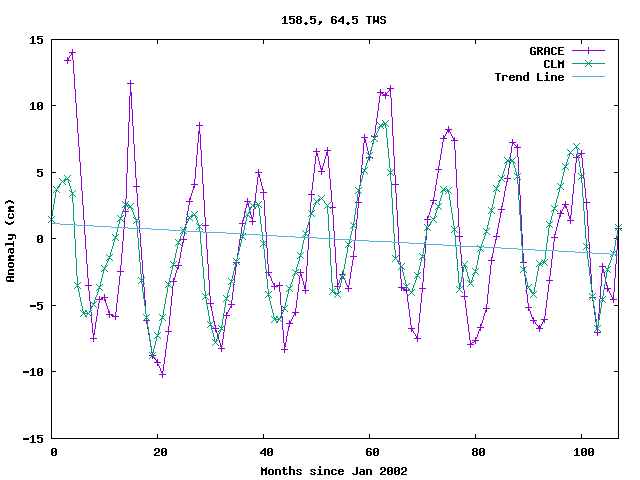 158.5, 64.5 TWS
GRACE
CLM
Trend Line
15
10
5
0
-5
-10
-15
Anomaly (cm)
0 20 40 60 80 100
Months since Jan 2002